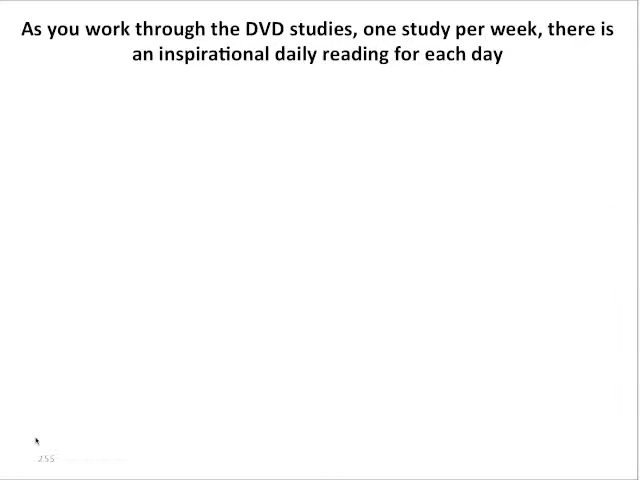 As you work through the DVD studies, one study per week, there is
an inspirational daily reading for each day
255